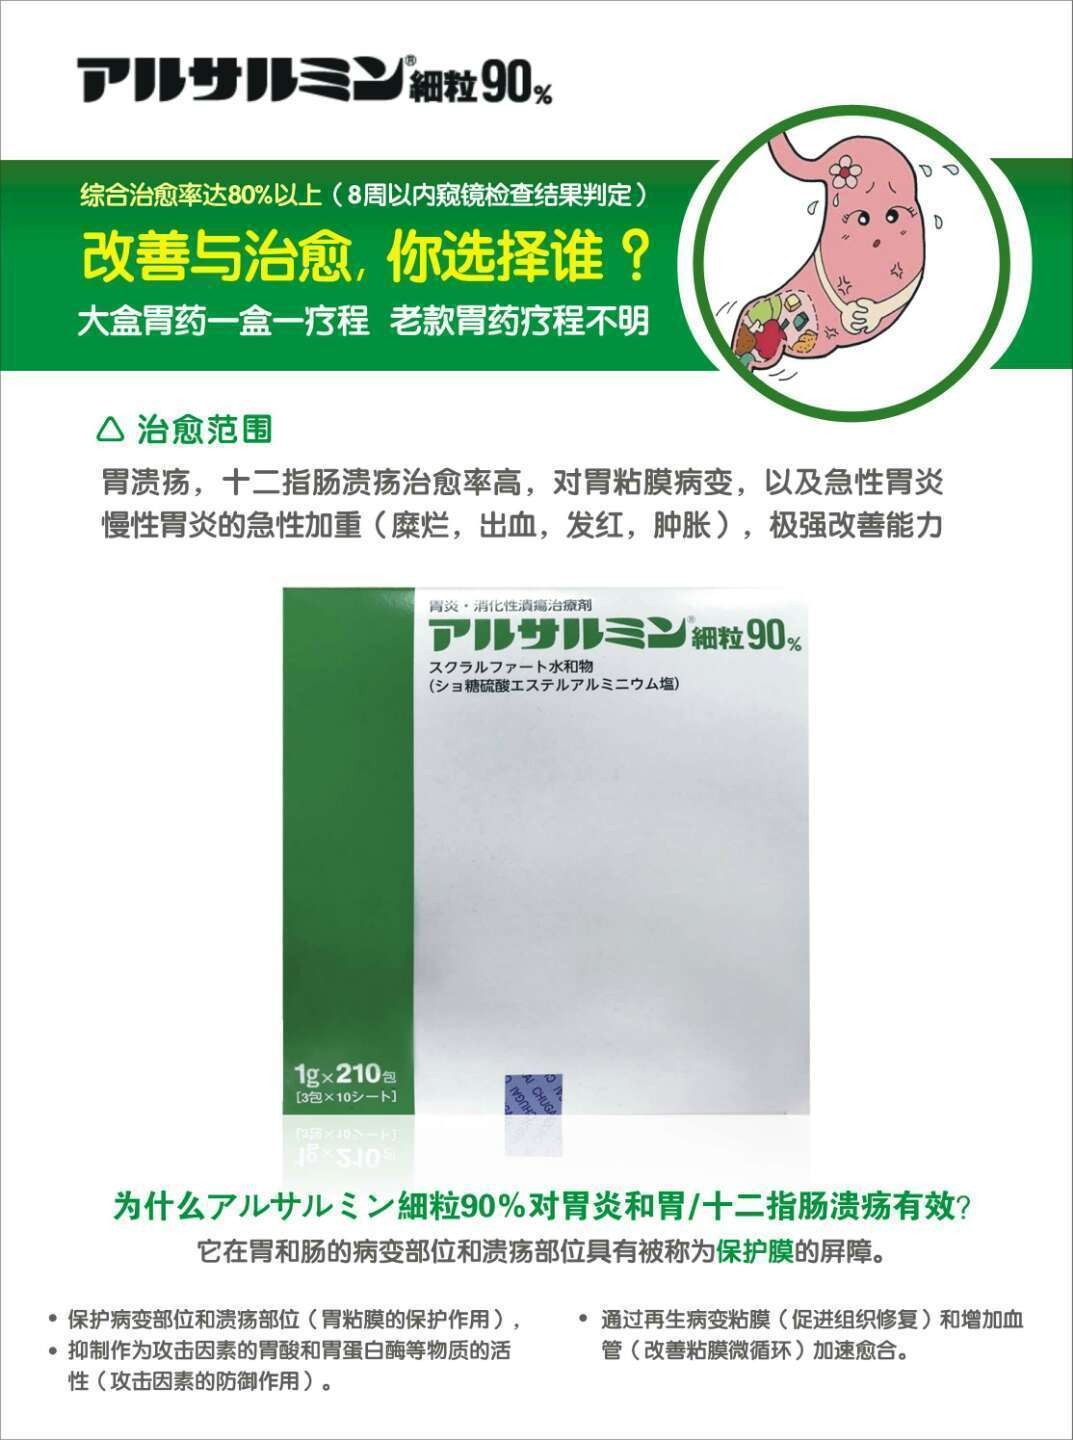 アルサルミン®細粒90%
综合治愈率达80%以上（8周以内窥镜检查结果判定）
改善与治愈，你选择谁？
大盒胃药一盒一疗程 老款胃药疗程不明
△ 治愈范围
胃溃疡，十二指肠溃疡治愈率高，对胃粘膜病变，以及急性胃炎
慢性胃炎的急性加重（糜烂，出血，发红，肿胀），极强改善能力
胃炎・消化性潰瘍治療剤
アルサルミン®細粒90%
スクラルファート水和物
(ショ糖硫酸エステルアルミニウム塩)
1g×210包
[3包×10シート]
CHUGAI
为什么アルサルミン細粒90%对胃炎和胃/十二指肠溃疡有效?
它在胃和肠的病变部位和溃疡部位具有被称为保护膜的屏障。
• 保护病变部位和溃疡部位（胃粘膜的保护作用），
• 抑制作为攻击因素的胃酸和胃蛋白酶等物质的活
性（攻击因素的防御作用）。
• 通过再生病变粘膜（促进组织修复）和增加血
管（改善粘膜微循环）加速愈合。